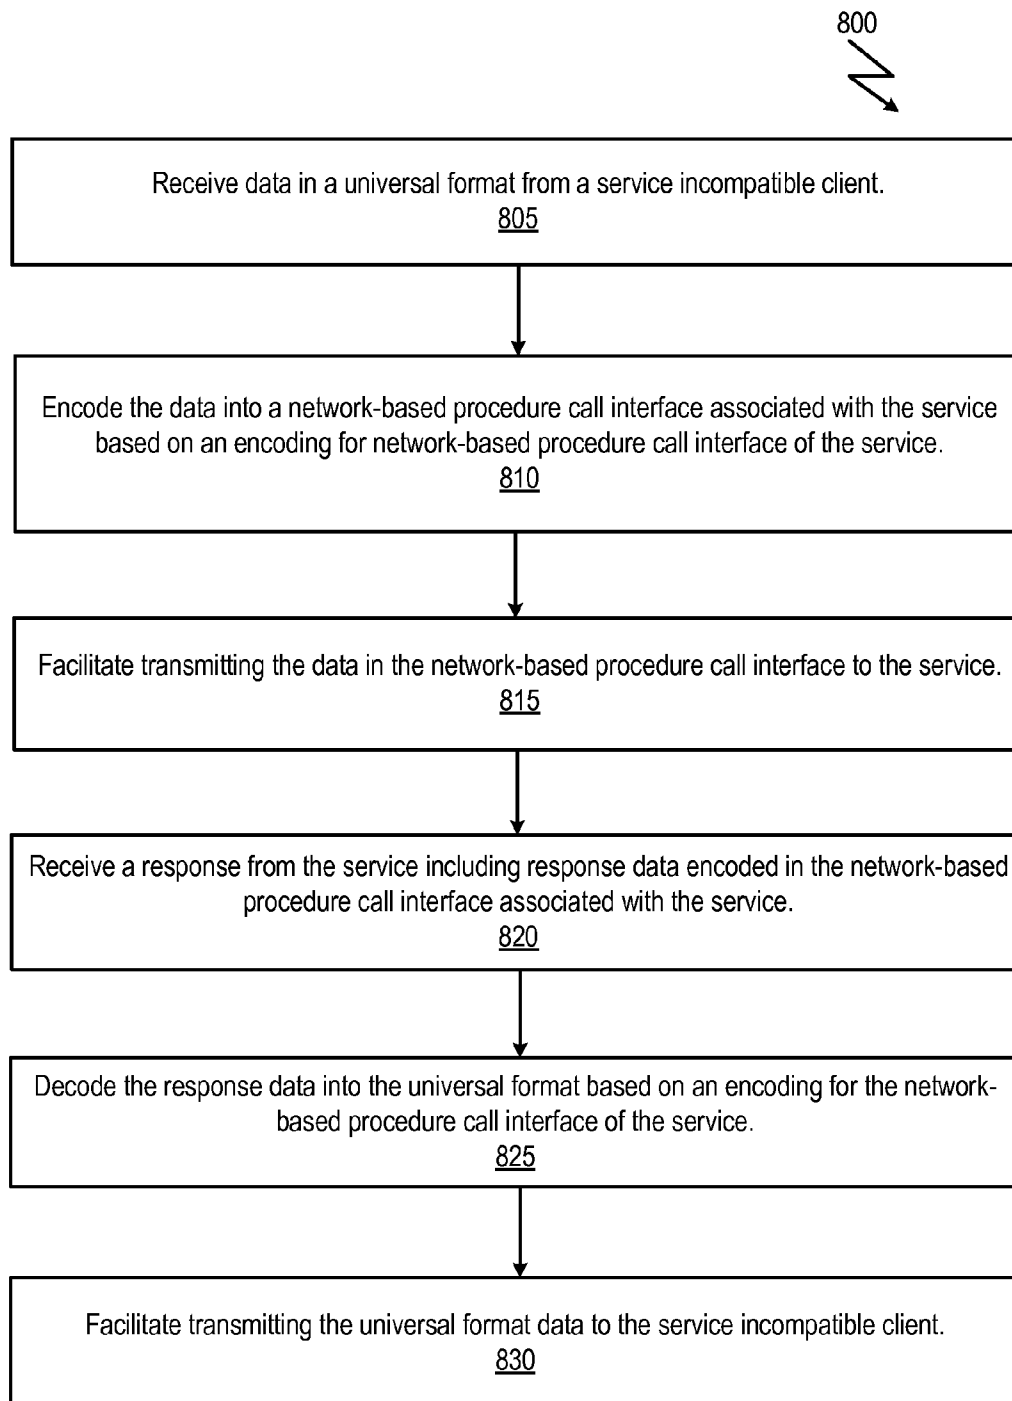 800
Receive data in a universal format from a service incompatible client.
805
Encode the data into a network-based procedure call interface associated with the service
based on an encoding for network-based procedure call interface of the service.
810
Facilitate transmitting the data in the network-based procedure call interface to the service.
815
Receive a response from the service including response data encoded in the network-based
procedure call interface associated with the service.
820
Decode the response data into the universal format based on an encoding for the network-
based procedure call interface of the service.
825
Facilitate transmitting the universal format data to the service incompatible client.
830